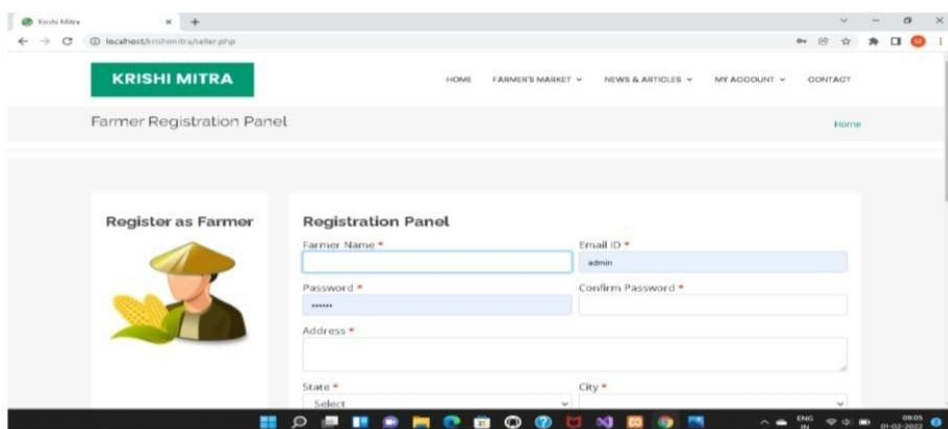 Krishi Mitra
localhost/krishimitra/seller.php
KRISHI MITRA
HOME FARMER'S MARKET NEWS & ARTICLES MY ACCOUNT CONTACT
Farmer Registration Panel
Home
Register as Farmer
Registration Panel
Farmer Name * Email ID *
admin
Password * Confirm Password *
••••••
Address *
State * City *
Select
ENG
IN
09:05
01-02-2022